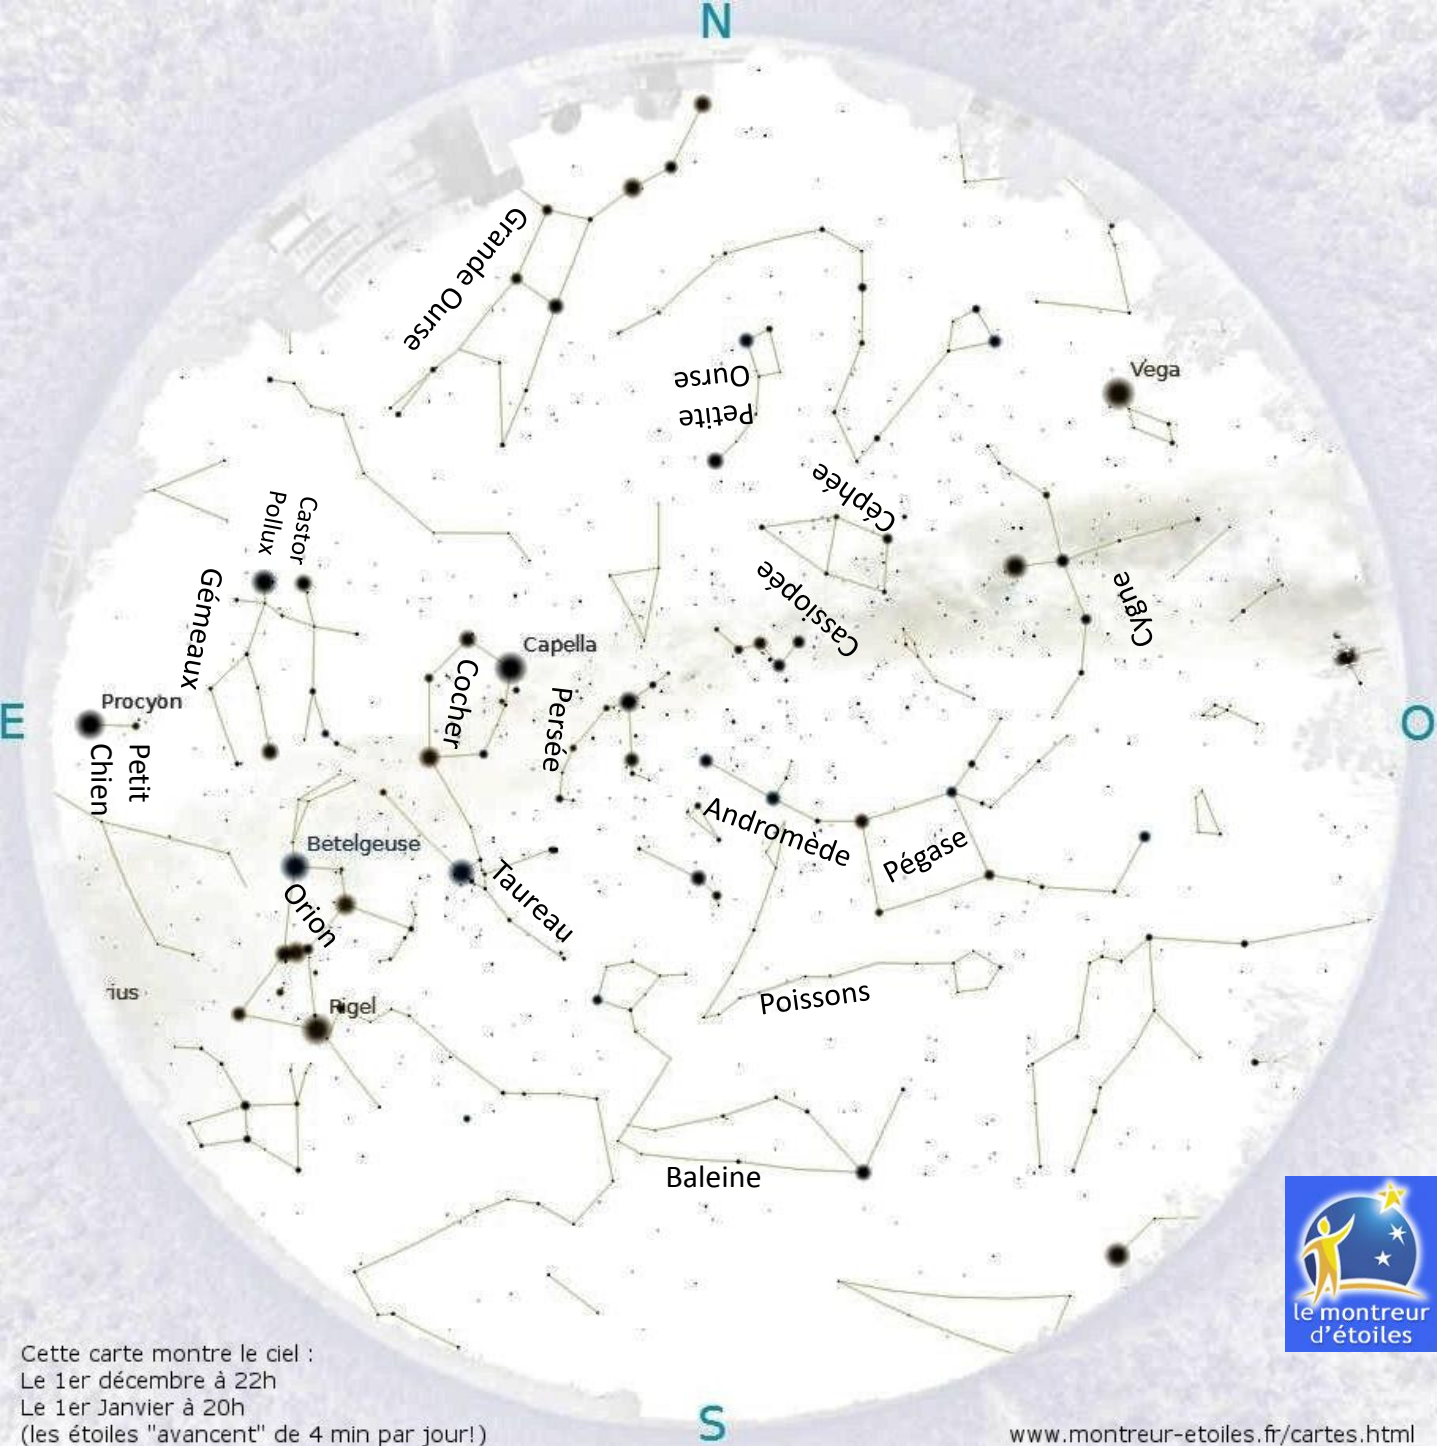 N
Grande Ourse
Ourse
Petite
Vega
Céphée
Castor
Pollux
Cassiopée
Cygne
Gémeaux
Capella
Cocher
Persée
Procyon
E
O
Petit
Chien
Andromède
Pégase
Betelgeuse
Taureau
Orion
ius
Rigel
Poissons
Baleine
le montreur
d'étoiles
Cette carte montre le ciel :
Le 1er décembre à 22h
Le 1er Janvier à 20h
(les étoiles "avancent" de 4 min par jour!)
S
www.montreur-etoiles.fr/cartes.html